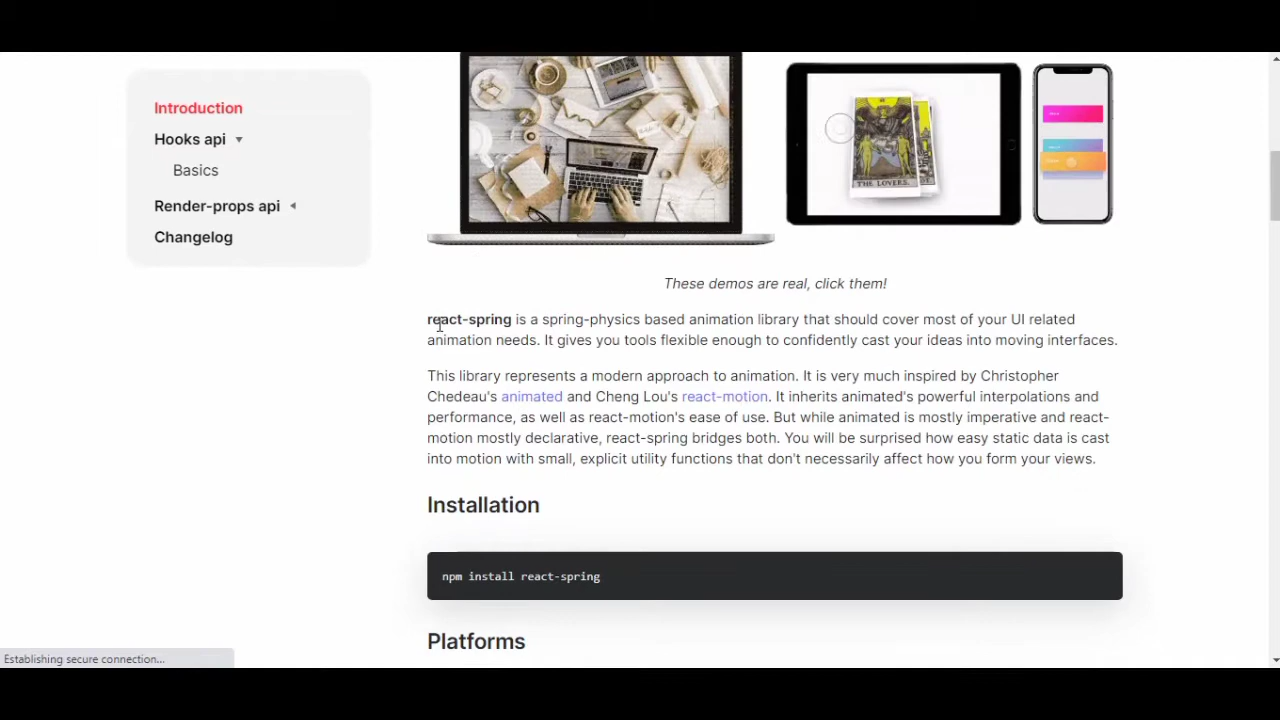 Introduction
Hooks api
Basics
Render-props api
Changelog
THE LOVERS.
These demos are real, click them!
react-spring is a spring-physics based animation library that should cover most of your UI related
animation needs. It gives you tools flexible enough to confidently cast your ideas into moving interfaces.
This library represents a modern approach to animation. It is very much inspired by Christopher
Chedeau's animated and Cheng Lou's react-motion. It inherits animated's powerful interpolations and
performance, as well as react-motion's ease of use. But while animated is mostly imperative and react-
motion mostly declarative, react-spring bridges both. You will be surprised how easy static data is cast
into motion with small, explicit utility functions that don't necessarily affect how you form your views.
Installation
npm install react-spring
Platforms
Establishing secure connection...